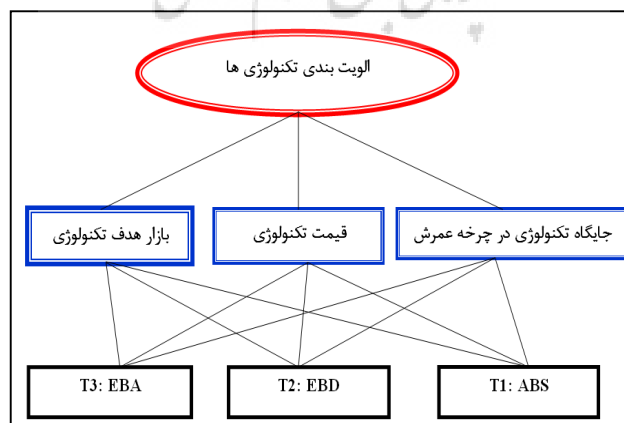 الویت بندی تکنولوژی ها
جایگاه تکنولوژی در چرخه عمرش
قیمت تکنولوژی
بازار هدف تکنولوژی
T1: ABS
T2: EBD
T3: EBA